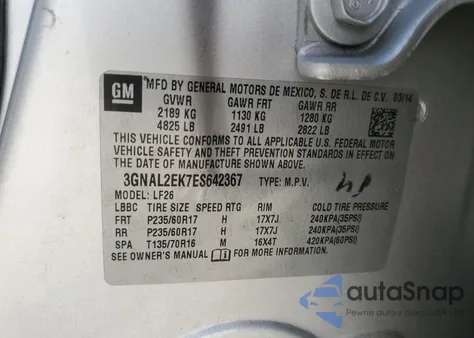 GM
MFD BY GENERAL MOTORS DE MEXICO, S. DE R.L. DE C.V. 03/14
GVWR GAWR FRT GAWR RR
2189 KG 1130 KG 1280 KG
4825 LB 2491 LB 2822 LB
THIS VEHICLE CONFORMS TO ALL APPLICABLE U.S. FEDERAL MOTOR
VEHICLE SAFETY, BUMPER, AND THEFT PREVENTION STANDARDS IN EFFECT ON THE
DATE OF MANUFACTURE SHOWN ABOVE.
3GNAL2EK7ES642367 TYPE: M.P.V.
MODEL: LF26
LBBC TIRE SIZE SPEED RTG RIM COLD TIRE PRESSURE
FRT P235/60R17 H 17X7J 240KPA(35PSI)
RR P235/60R17 H 17X7J 240KPA(35PSI)
SPA T135/70R16 M 16X4T 420KPA(60PSI)
SEE OWNER'S MANUAL FOR MORE INFORMATION.
autoSnap
Pewne auto